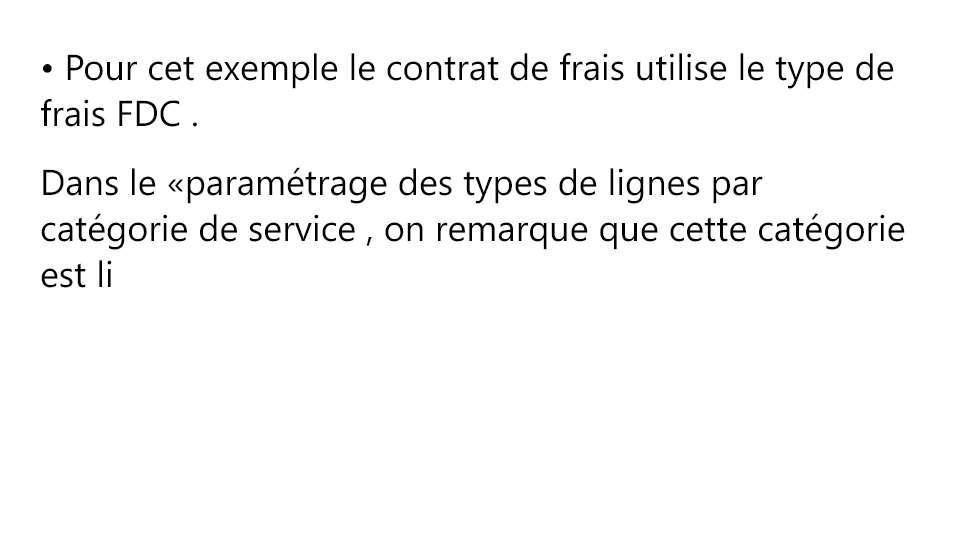 • Pour cet exemple le contrat de frais utilise le type de
frais FDC .
Dans le «paramétrage des types de lignes par
catégorie de service , on remarque que cette catégorie
est li